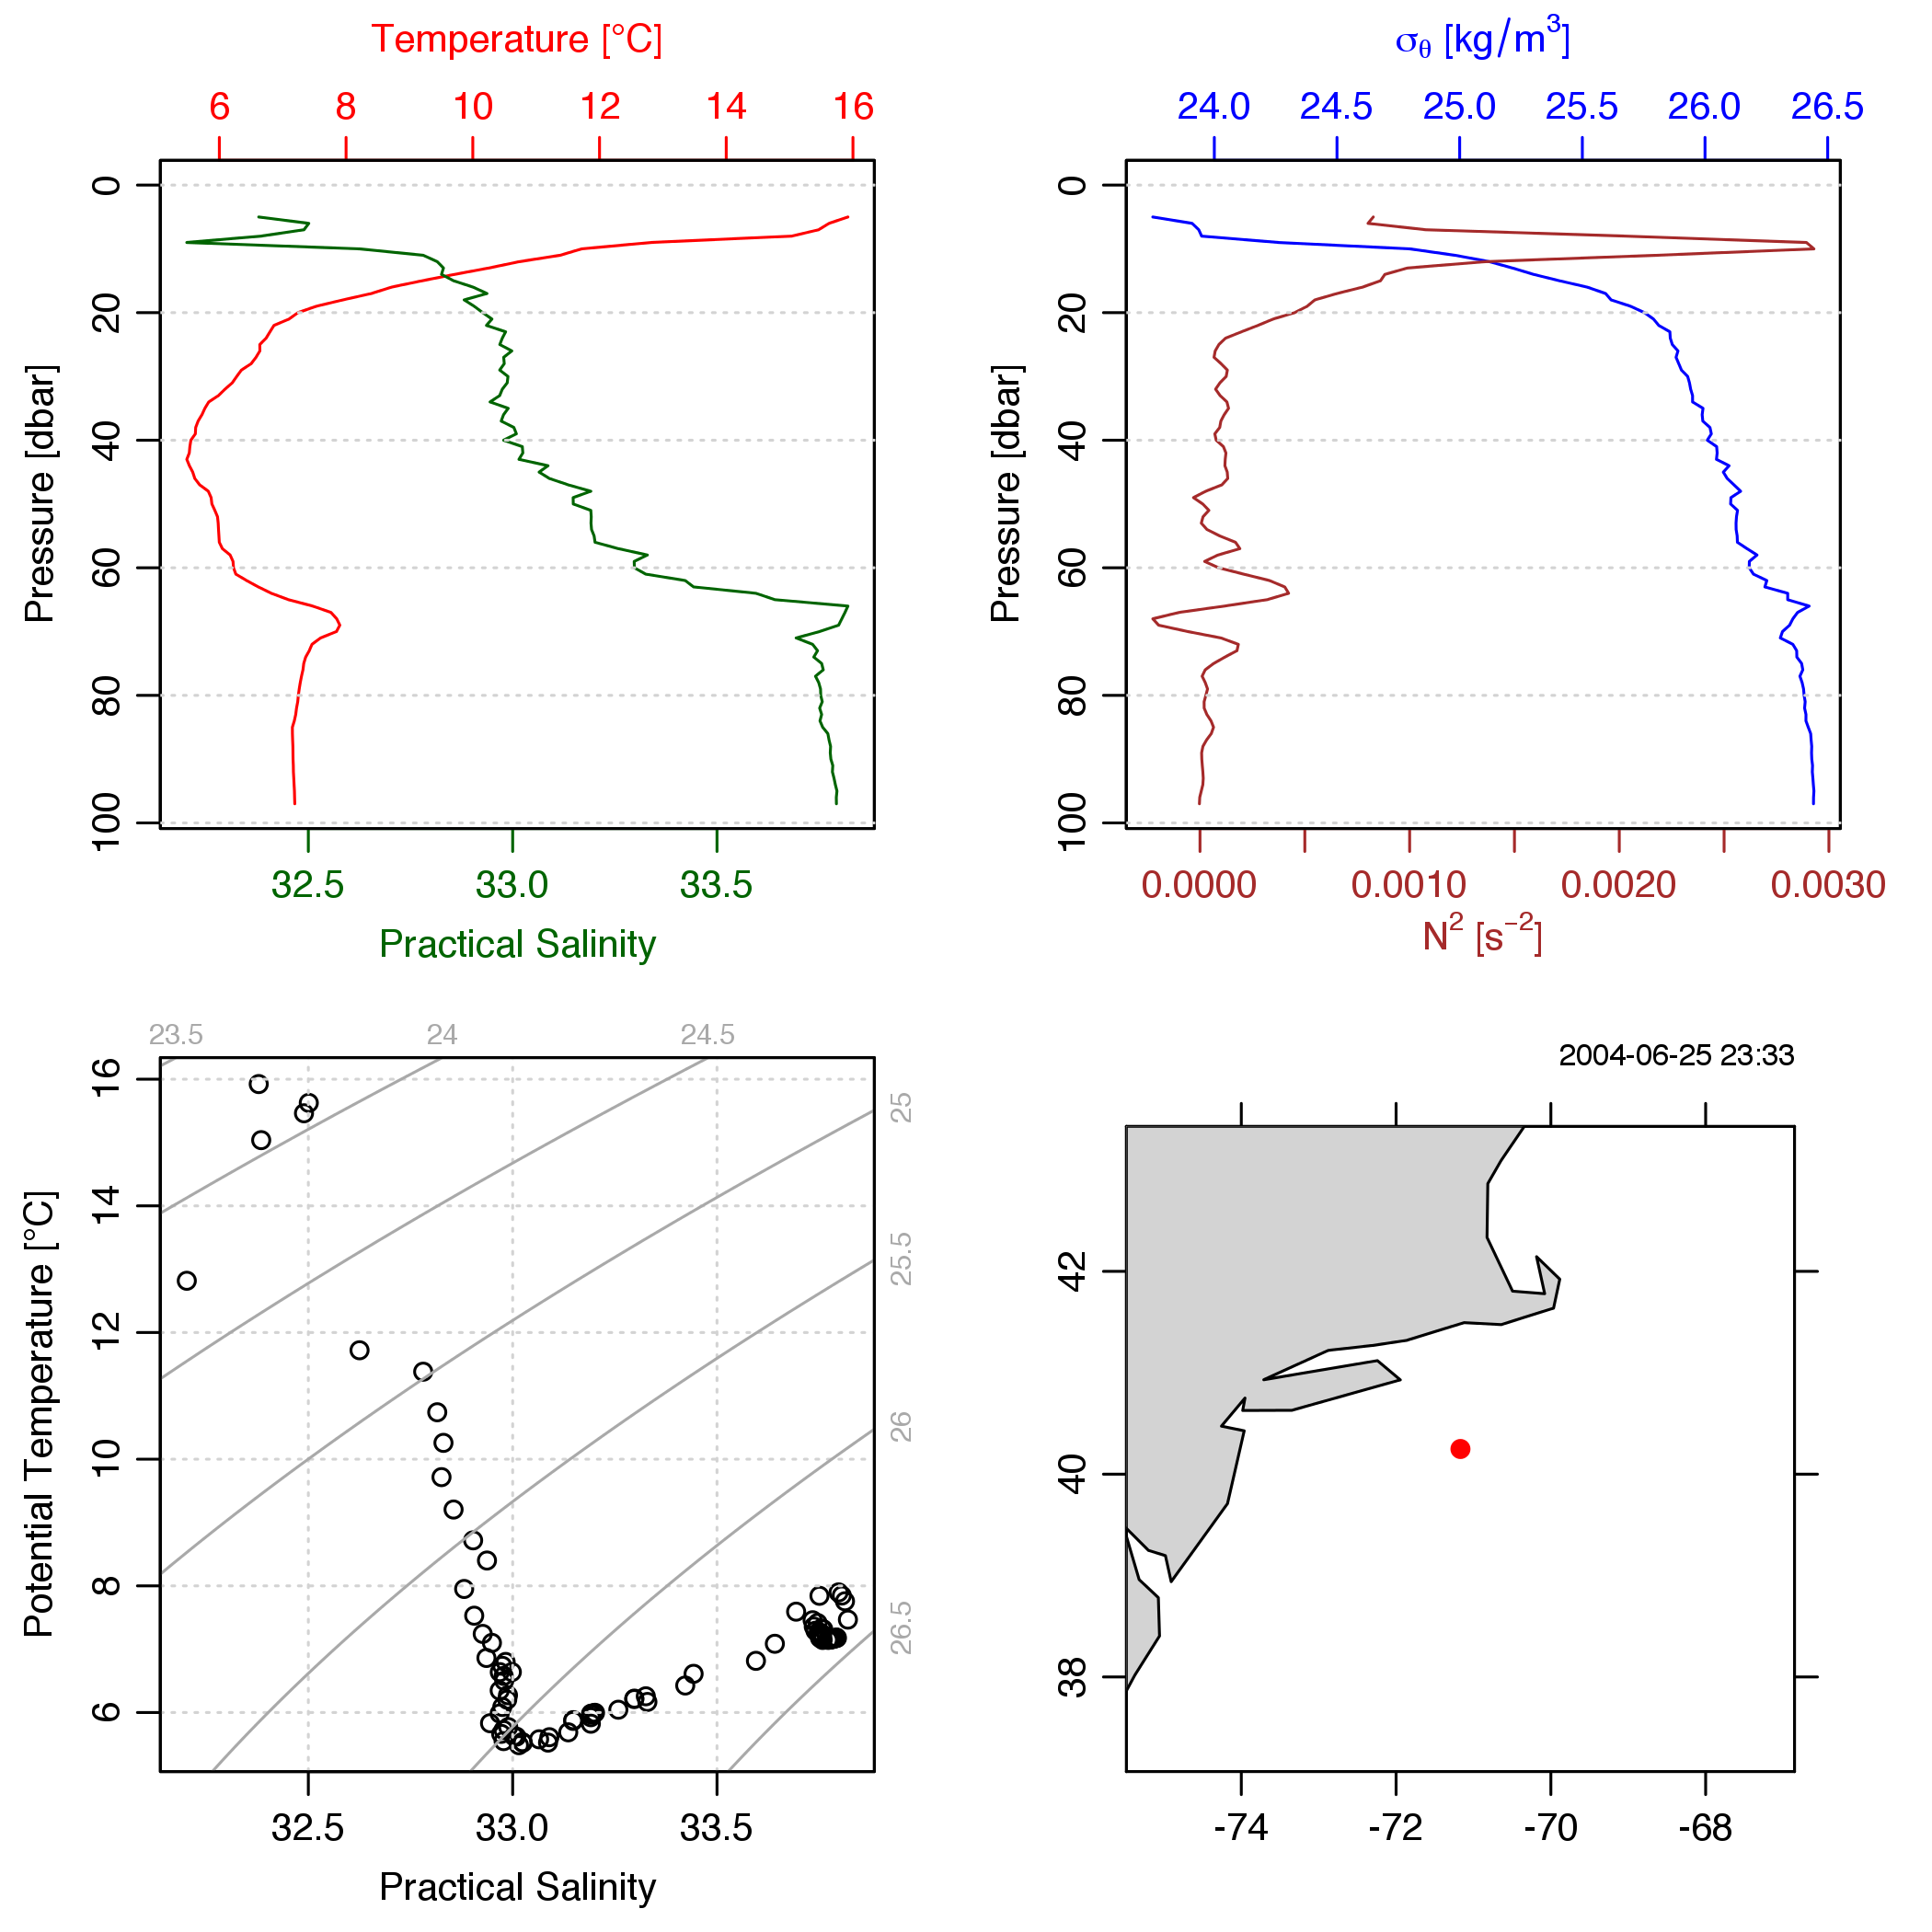 Temperature [°C]
6 8 10 12 14 16
0
20
40
60
80
100
Pressure [dbar]
32.5 33.0 33.5
Practical Salinity
σθ [kg/m³]
24.0 24.5 25.0 25.5 26.0 26.5
0
20
40
60
80
100
Pressure [dbar]
0.0000 0.0010 0.0020 0.0030
N² [s⁻²]
23.5 24 24.5
25
25.5
26
26.5
16
14
12
10
8
6
Potential Temperature [°C]
32.5 33.0 33.5
Practical Salinity
2004-06-25 23:33
42
40
38
-74 -72 -70 -68